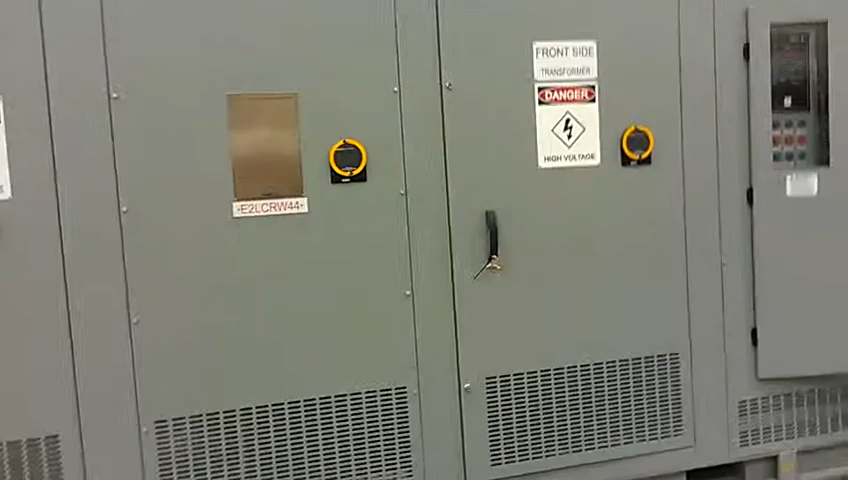 FRONT SIDE
TRANSFORMER
DANGER
HIGH VOLTAGE
*E2LCRW44*